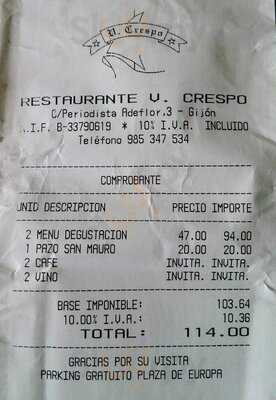 V. Crespo
RESTAURANTE V. CRESPO
C/Periodista Adeflor,3 - Gijón
.I.F. B-33790619 * 10% I.V.A. INCLUIDO
Teléfono 985 347 534
COMPROBANTE
UNID DESCRIPCION PRECIO IMPORTE
2 MENU DEGUSTACION 47.00 94.00
1 PAZO SAN MAURO 20.00 20.00
2 CAFE INVITA. INVITA.
2 VINO INVITA. INVITA.
BASE IMPONIBLE: 103.64
10.00% I.V.A.: 10.36
TOTAL: 114.00
GRACIAS POR SU VISITA
PARKING GRATUITO PLAZA DE EUROPA